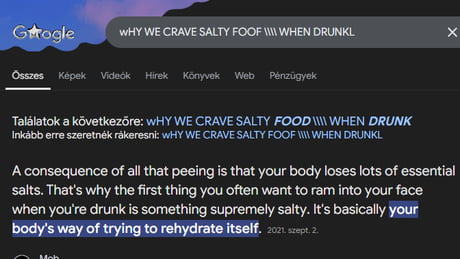 Google
wHY WE CRAVE SALTY FOOF \\\\ WHEN DRUNKL
Összes Képek Videók Hírek Könyvek Web Pénzügyek
Találatok a következőre: wHY WE CRAVE SALTY FOOD \\\\ WHEN DRUNK
Inkább erre szeretnék rákeresni: wHY WE CRAVE SALTY FOOF \\\\ WHEN DRUNKL
A consequence of all that peeing is that your body loses lots of essential
salts. That's why the first thing you often want to ram into your face
when you're drunk is something supremely salty. It's basically your
body's way of trying to rehydrate itself. 2021. szept. 2.